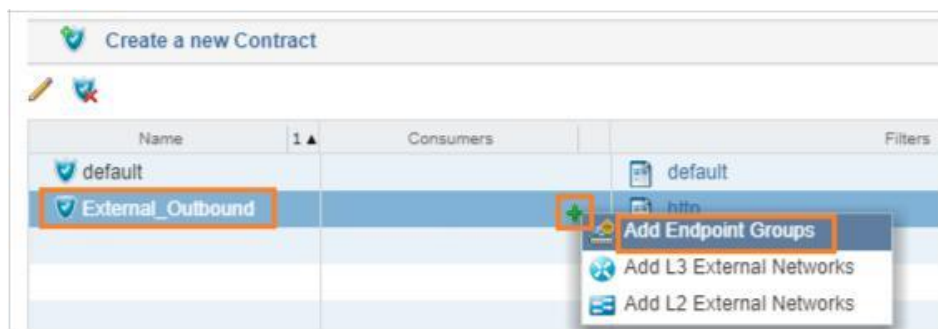 Create a new Contract
Name 1 Consumers Filters
default default
External_Outbound http
Add Endpoint Groups
Add L3 External Networks
Add L2 External Networks